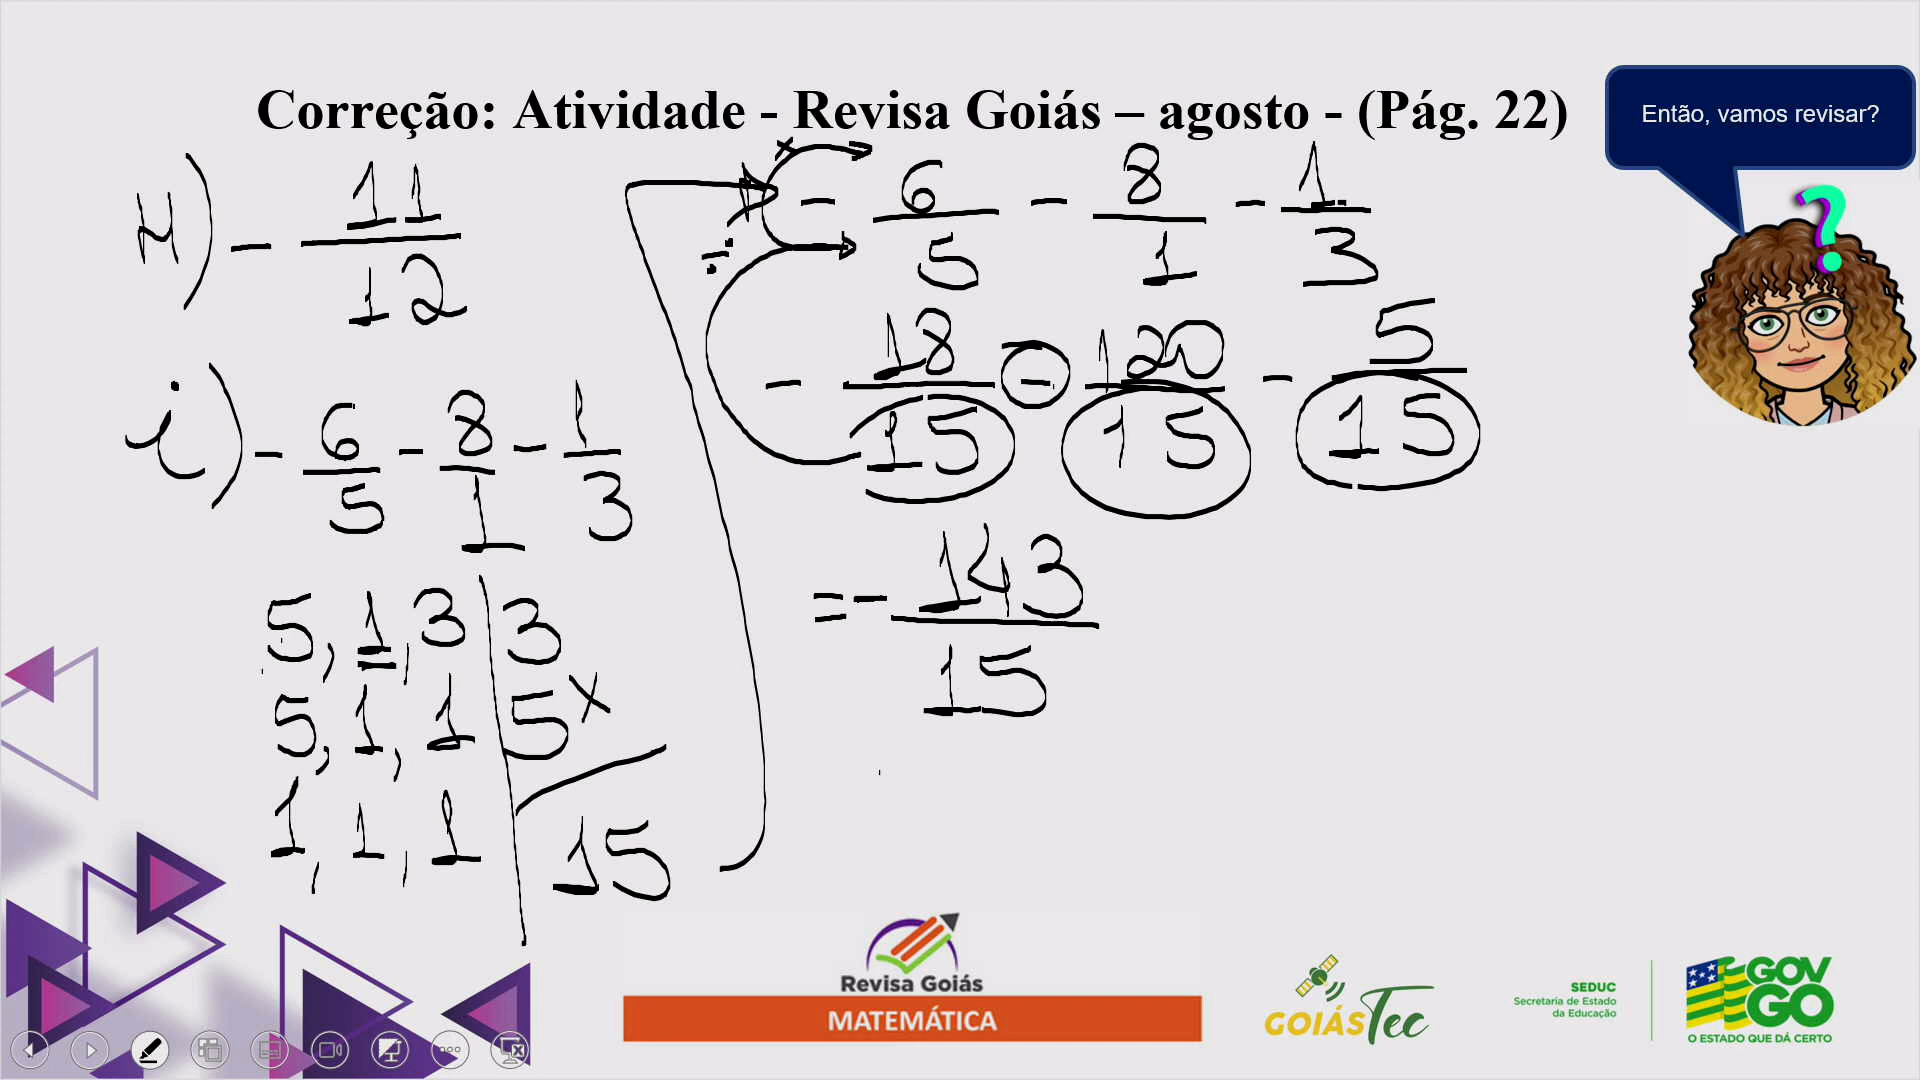 Correção: Atividade - Revisa Goiás – agosto - (Pág. 22)
Então, vamos revisar?
H) - 11/12
i) - 6/5 - 8/1 - 1/3
5, 1, 3 | 3
5, 1, 1 | 5 x
1, 1, 1 | 15
x
÷
- 6/5 - 8/1 - 1/3
- 18/15 - 120/15 - 5/15
= - 143/15
Revisa Goiás
MATEMÁTICA
GOIÁS Tec
SEDUC
Secretaria de Estado
da Educação
GOV
GO
O ESTADO QUE DÁ CERTO